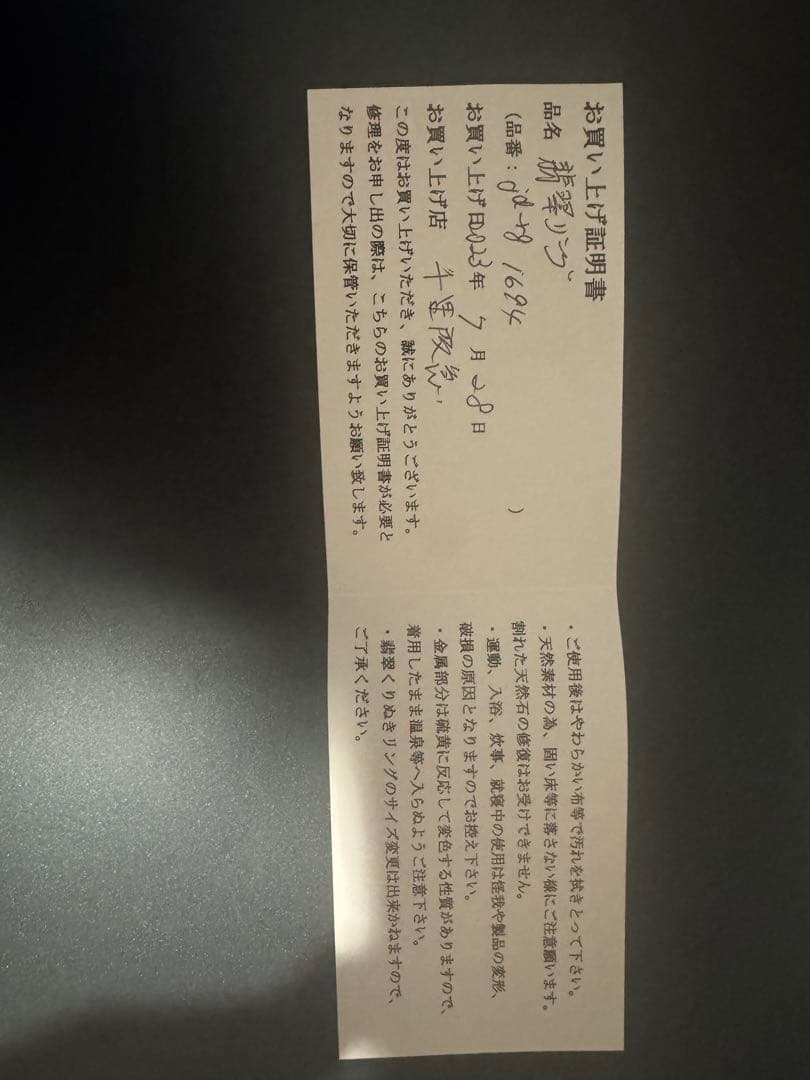 お買い上げ証明書
品名 翡翠リング
(品番：jd-rg 1694 )
お買い上げ日2023年 7 月 28 日
お買い上げ店 千里阪急
この度はお買い上げいただき、誠にありがとうございます。
修理をお申し出の際は、こちらのお買い上げ証明書が必要と
なりますので大切に保管いただきますようお願い致します。
・ご使用後はやわらかい布等で汚れを拭きとって下さい。
・天然素材の為、固い床等に落さない様にご注意願います。
割れた天然石の修復はお受けできません。
・運動、入浴、炊事、就寝中の使用は怪我や製品の変形、
破損の原因となりますのでお控え下さい。
・金属部分は硫黄に反応して変色する性質がありますので、
着用したまま温泉等へ入らぬようご注意下さい。
・翡翠くりぬきリングのサイズ変更は出来かねますので、
ご了承ください。